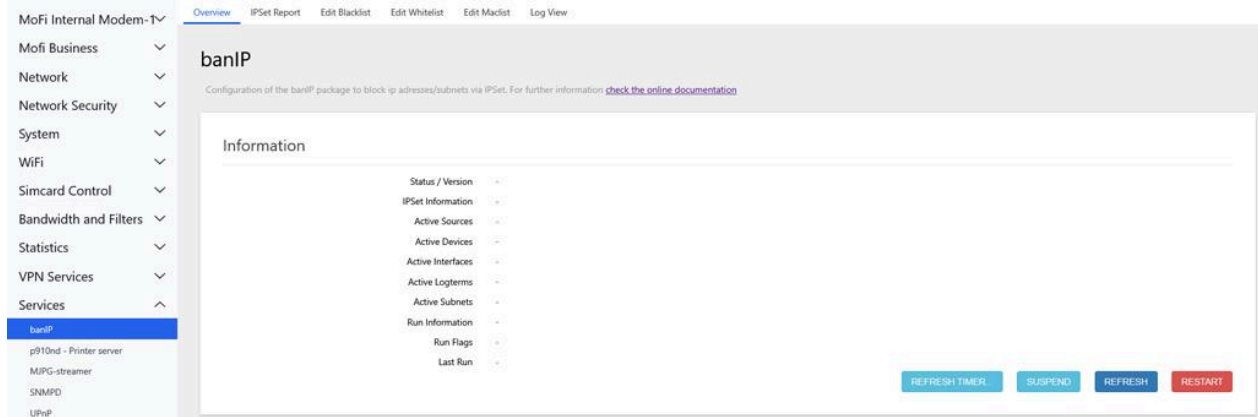 MoFi Internal Modem-1
Mofi Business
Network
Network Security
System
WiFi
Simcard Control
Bandwidth and Filters
Statistics
VPN Services
Services
banIP
p910nd - Printer server
MJPG-streamer
SNMPD
UPnP
Overview IPSet Report Edit Blacklist Edit Whitelist Edit Maclist Log View
banIP
Configuration of the banIP package to block ip adresses/subnets via IPSet. For further information check the online documentation
Information
Status / Version -
IPSet Information -
Active Sources -
Active Devices -
Active Interfaces -
Active Logterms -
Active Subnets -
Run Information -
Run Flags -
Last Run -
REFRESH TIMER... SUSPEND REFRESH RESTART